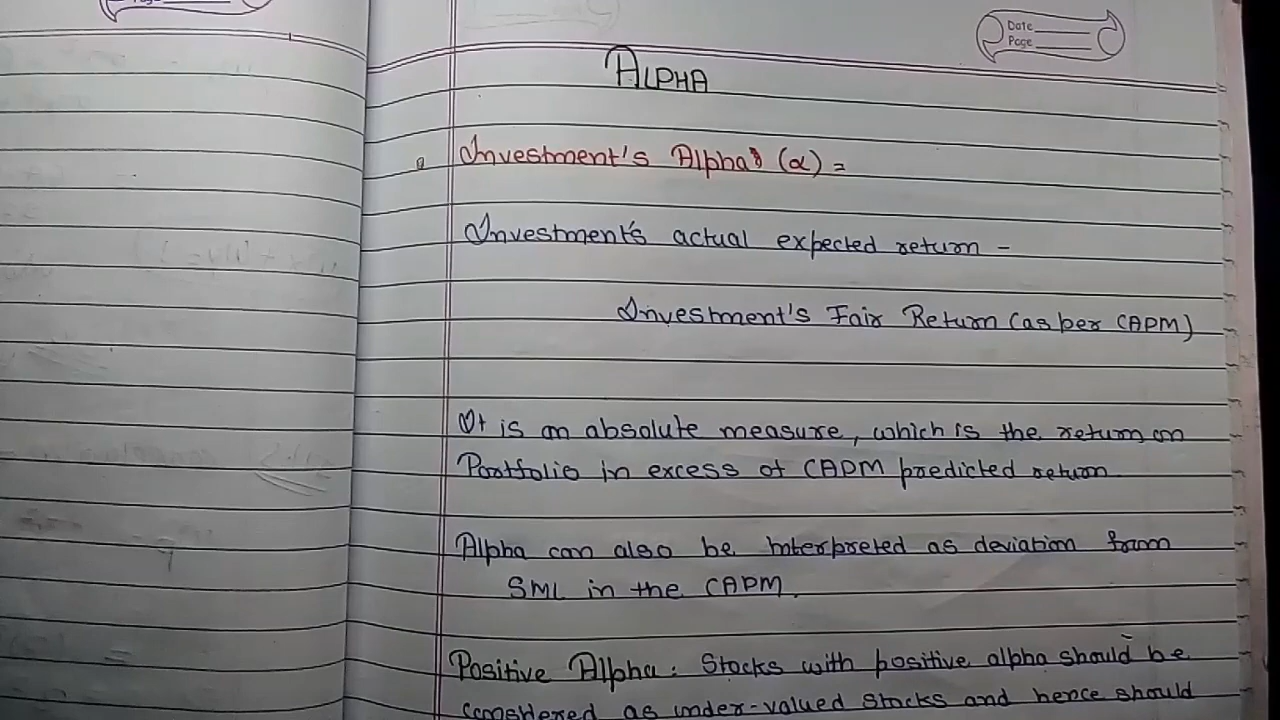 Date
Page
ALPHA
Investment's Alpha (α) =
Investment's actual expected return -
Investment's Fair Return (as per CAPM)
It is an absolute measure, which is the return on
Portfolio in excess of CAPM predicted return
Alpha can also be interpreted as deviation from
SML in the CAPM.
Positive Alpha: Stocks with positive alpha should be
considered as under-valued stocks and hence should